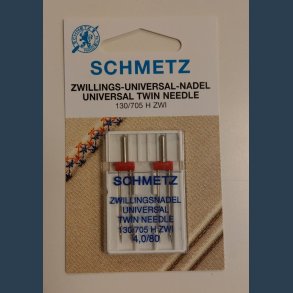 SCHMETZ
ZWILLINGS-UNIVERSAL-NADEL
UNIVERSAL TWIN NEEDLE
130/705 H ZWI
SCHMETZ
ZWILLINGSNADEL
UNIVERSAL
TWIN NEEDLE
130/705 H ZWI
4,0/80